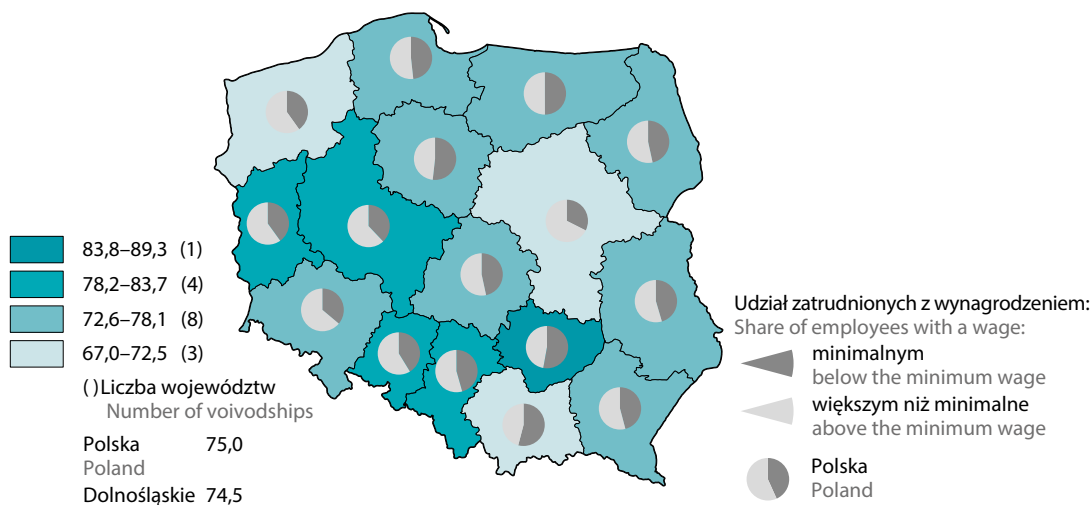 83,8–89,3 (1)
78,2–83,7 (4)
72,6–78,1 (8)
67,0–72,5 (3)
( ) Liczba województw
Number of voivodships
Polska 75,0
Poland
Dolnośląskie 74,5
Udział zatrudnionych z wynagrodzeniem:
Share of employees with a wage:
minimalnym
below the minimum wage
większym niż minimalne
above the minimum wage
Polska
Poland